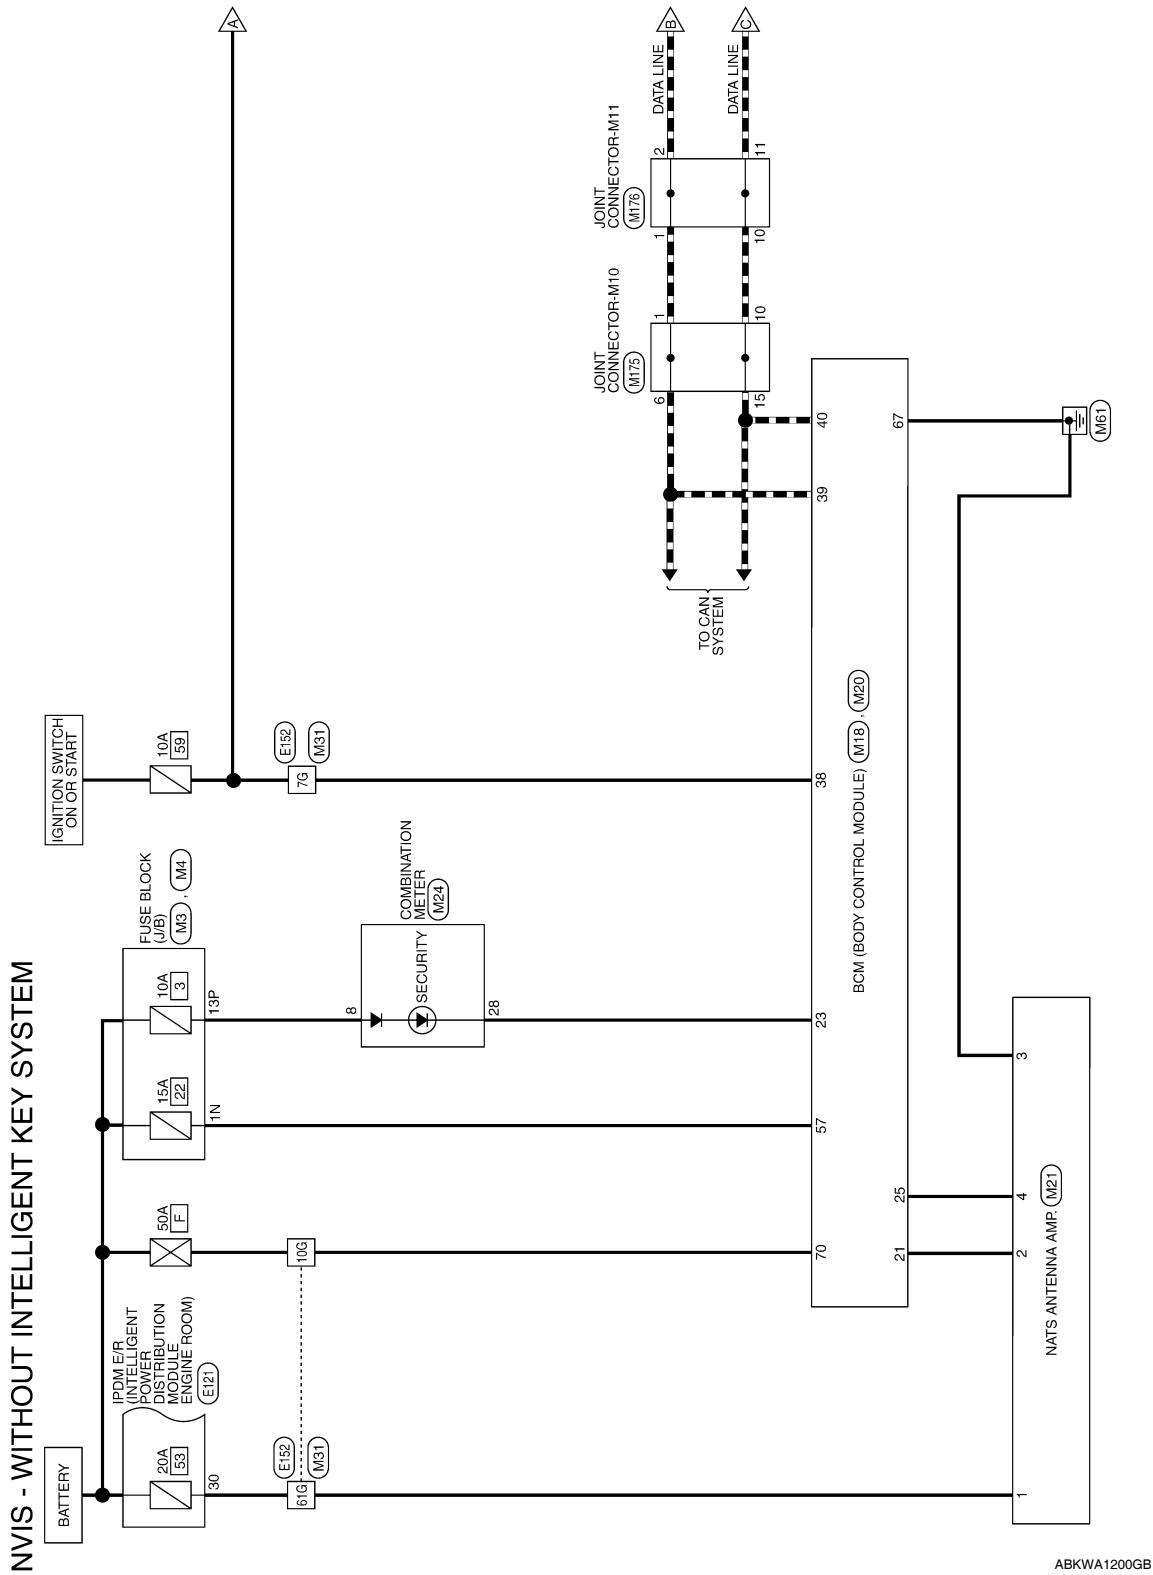 NVIS - WITHOUT INTELLIGENT KEY SYSTEM
BATTERY
IPDM E/R
(INTELLIGENT
POWER
DISTRIBUTION
MODULE
ENGINE ROOM)
E121
20A
53
30
61G
E152
M31
50A
F
10G
FUSE BLOCK
(J/B)
M3 , M4
15A
22
1N
10A
3
13P
COMBINATION
METER
M24
8
SECURITY
28
IGNITION SWITCH
ON OR START
10A
59
7G
E152
M31
A
TO CAN
SYSTEM
JOINT
CONNECTOR-M10
M175
6
1
15
10
JOINT
CONNECTOR-M11
M176
1
2
10
11
DATA LINE
B
DATA LINE
C
70
57
23
38
39
40
BCM (BODY CONTROL MODULE) M18 , M20
21
25
67
M61
1
2
4
3
NATS ANTENNA AMP. M21
ABKWA1200GB